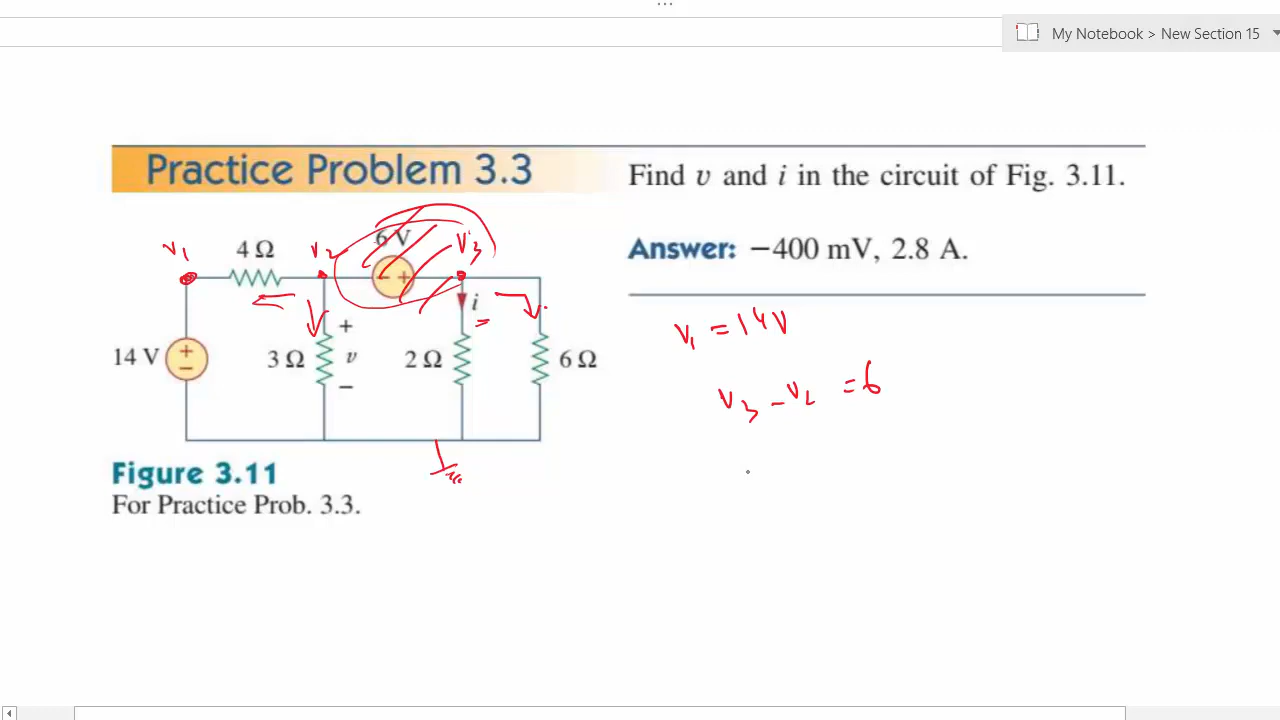 ...
My Notebook > New Section 15
Practice Problem 3.3
Find v and i in the circuit of Fig. 3.11.
Answer: −400 mV, 2.8 A.
v1
4 Ω
v2
6 V
v3
i
14 V
3 Ω
+
v
−
2 Ω
6 Ω
v1 = 14V
v3 - v2 = 6
Figure 3.11
For Practice Prob. 3.3.